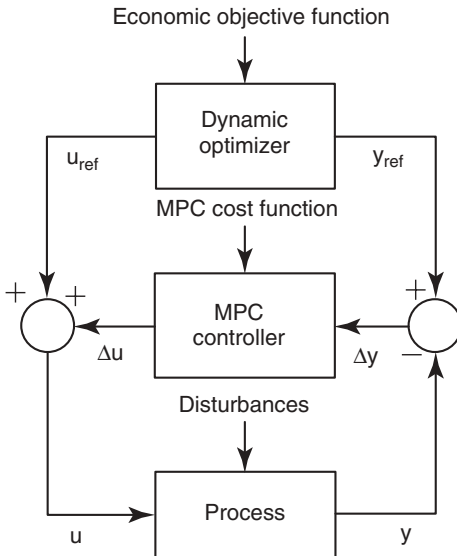 Economic objective function
Dynamic
optimizer
u_ref
y_ref
MPC cost function
+
+
+
MPC
controller
Δu
Δy
−
Disturbances
Process
u
y